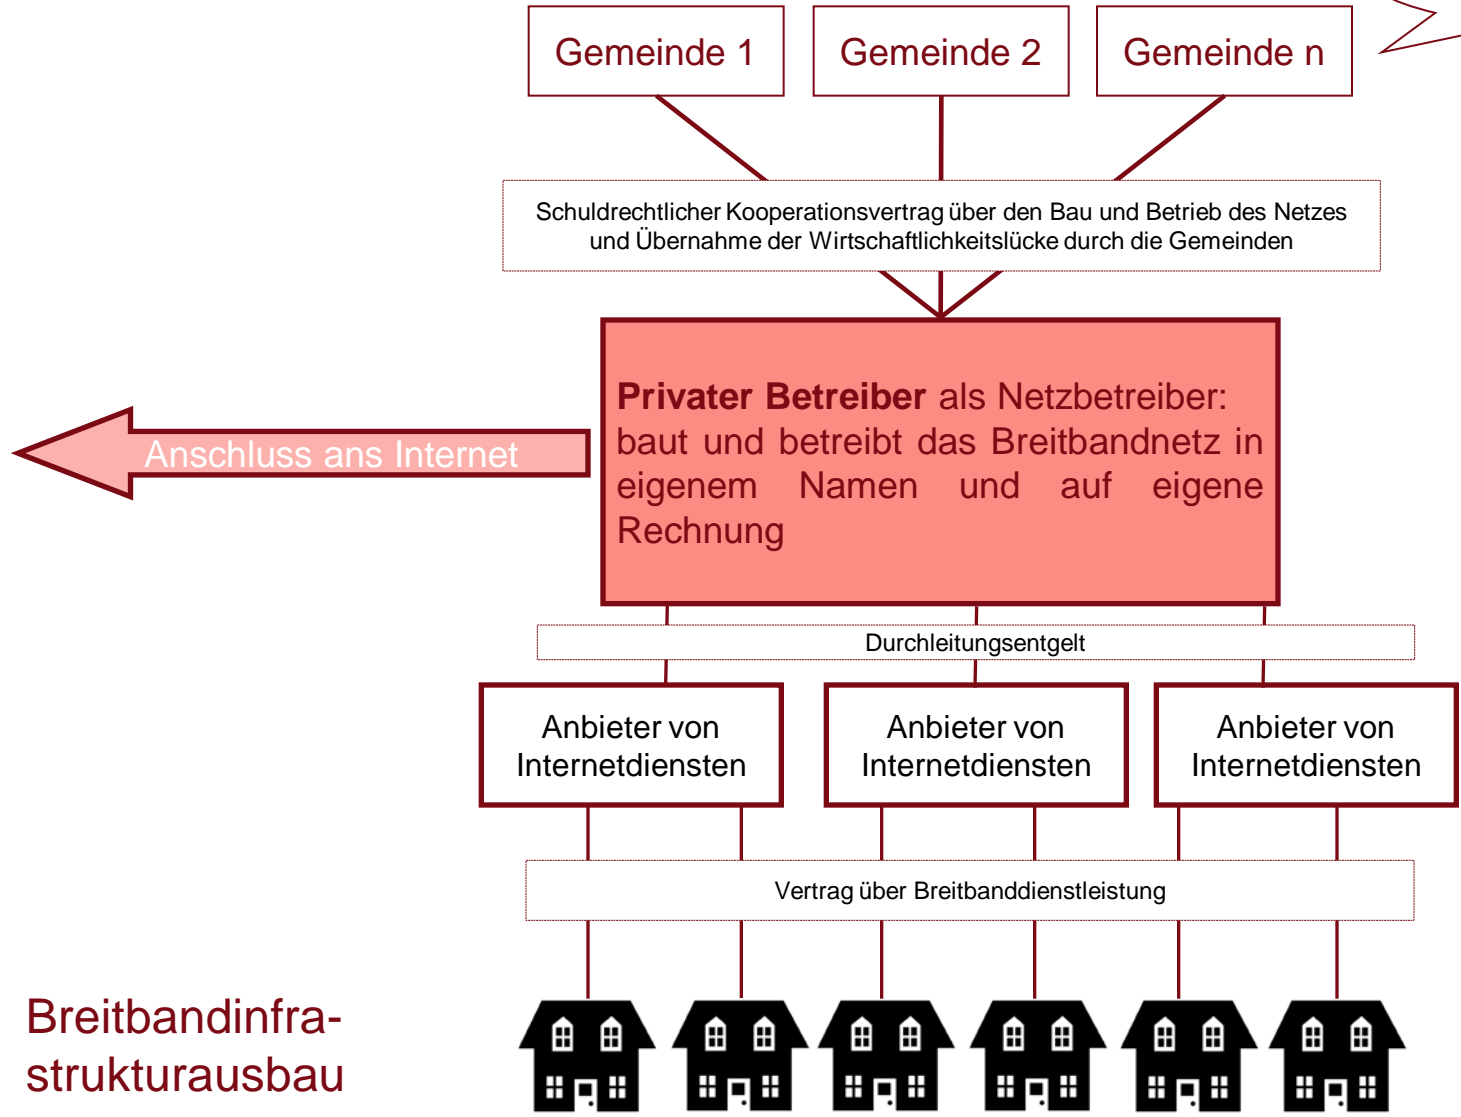 Gemeinde 1
Gemeinde 2
Gemeinde n
Schuldrechtlicher Kooperationsvertrag über den Bau und Betrieb des Netzes
und Übernahme der Wirtschaftlichkeitslücke durch die Gemeinden
Privater Betreiber als Netzbetreiber:
baut und betreibt das Breitbandnetz in
eigenem Namen und auf eigene
Rechnung
Anschluss ans Internet
Durchleitungsentgelt
Anbieter von
Internetdiensten
Anbieter von
Internetdiensten
Anbieter von
Internetdiensten
Vertrag über Breitbanddienstleistung
Breitbandinfra-
strukturausbau